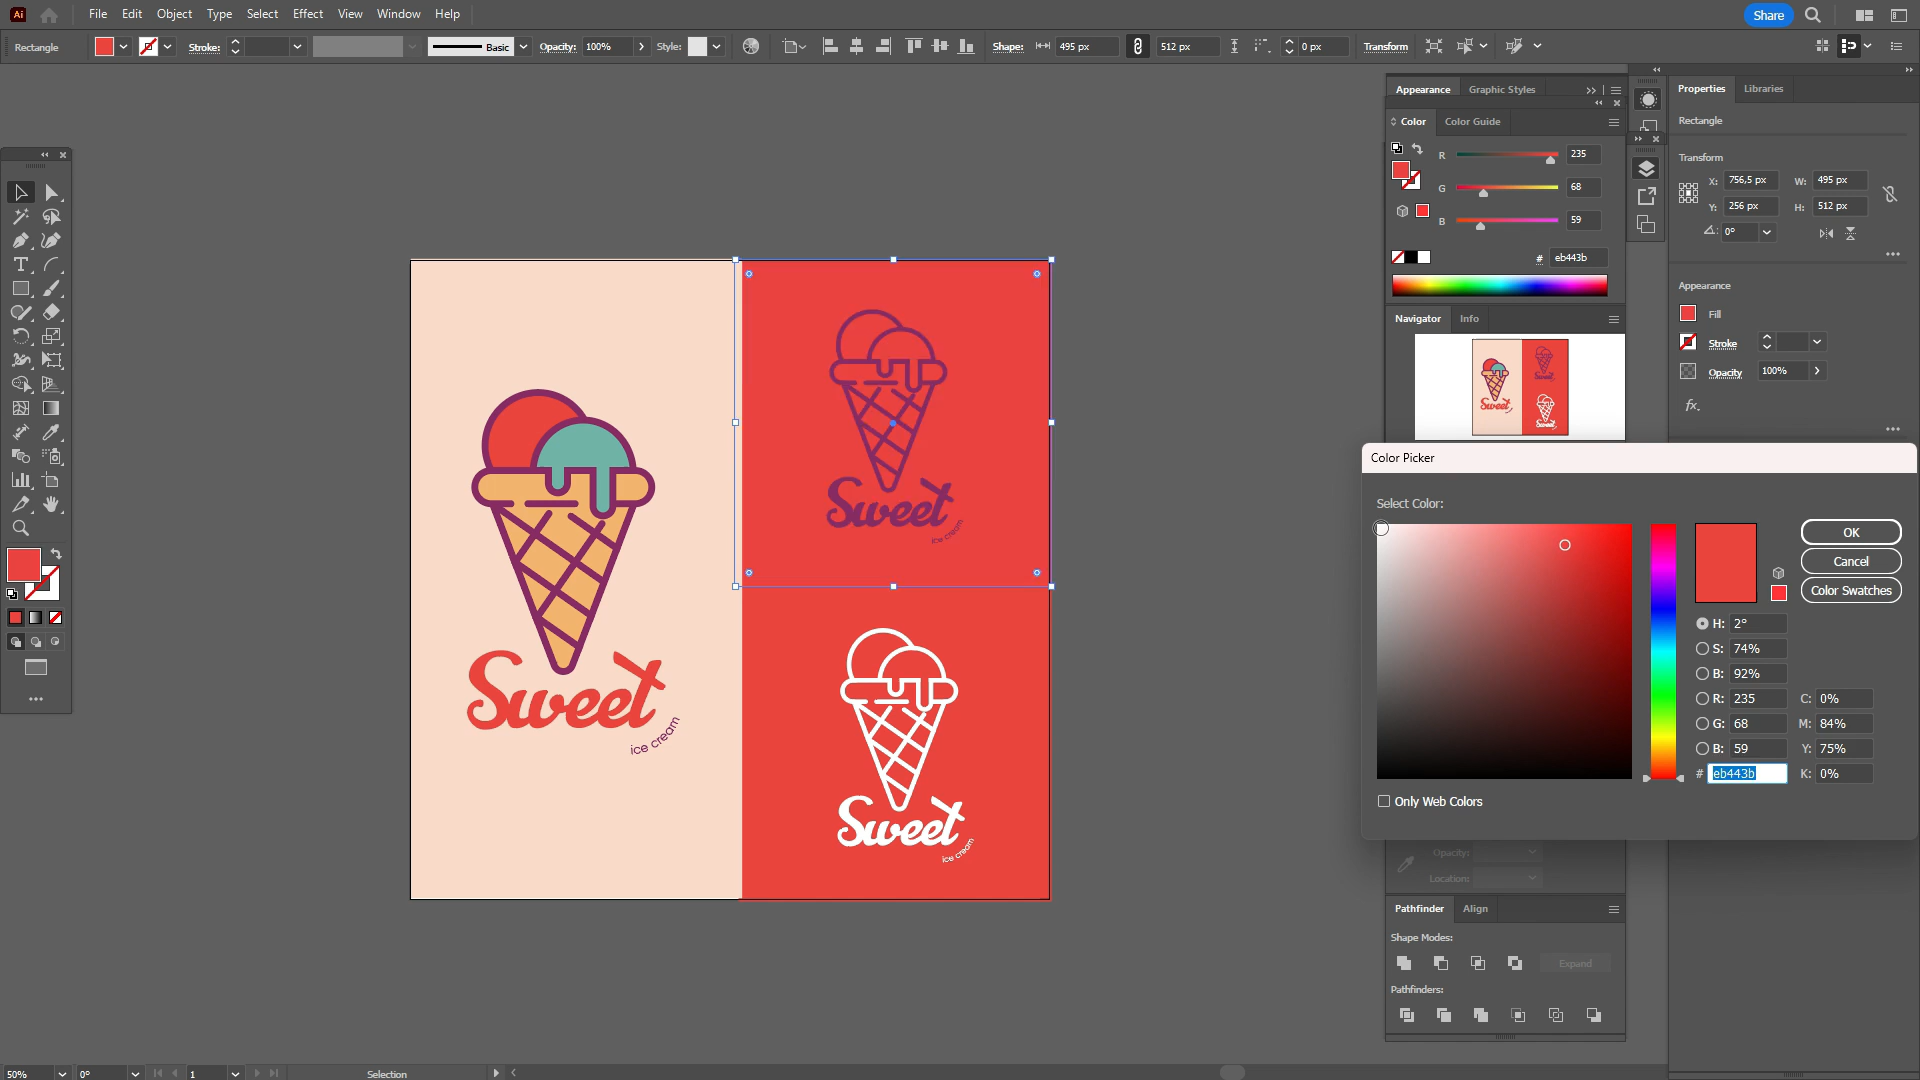 Ai File Edit Object Type Select Effect View Window Help Share
Rectangle Stroke: Basic Opacity: 100% Style: Shape: 495 px 512 px 0 px Transform
Appearance Graphic Styles
Color Color Guide
R 235
G 68
B 59
# eb443b
Navigator Info
Properties Libraries
Rectangle
Transform
X: 756,5 px W: 495 px
Y: 256 px H: 512 px
0°
Appearance
Fill
Stroke
Opacity 100%
fx.
Sweet
ice cream
Sweet
ice cream
Sweet
ice cream
Sweet
Sweet
Sweet
Color Picker
Select Color:
OK
Cancel
Color Swatches
H: 2°
S: 74%
B: 92%
R: 235 C: 0%
G: 68 M: 84%
B: 59 Y: 75%
# eb443b K: 0%
Only Web Colors
Opacity:
Location:
Pathfinder Align
Shape Modes:
Expand
Pathfinders:
50% 0° 1 Selection